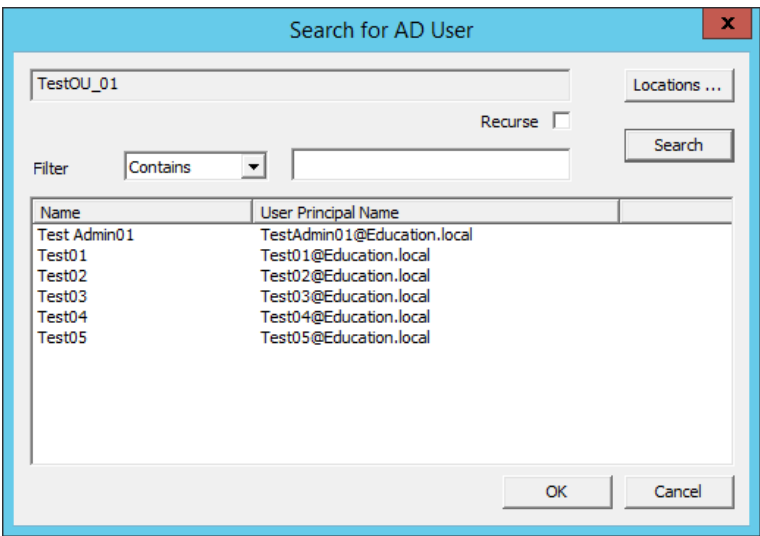 Search for AD User
x
TestOU_01
Locations ...
Recurse
Search
Filter Contains
Name User Principal Name
Test Admin01 TestAdmin01@Education.local
Test01 Test01@Education.local
Test02 Test02@Education.local
Test03 Test03@Education.local
Test04 Test04@Education.local
Test05 Test05@Education.local
OK Cancel